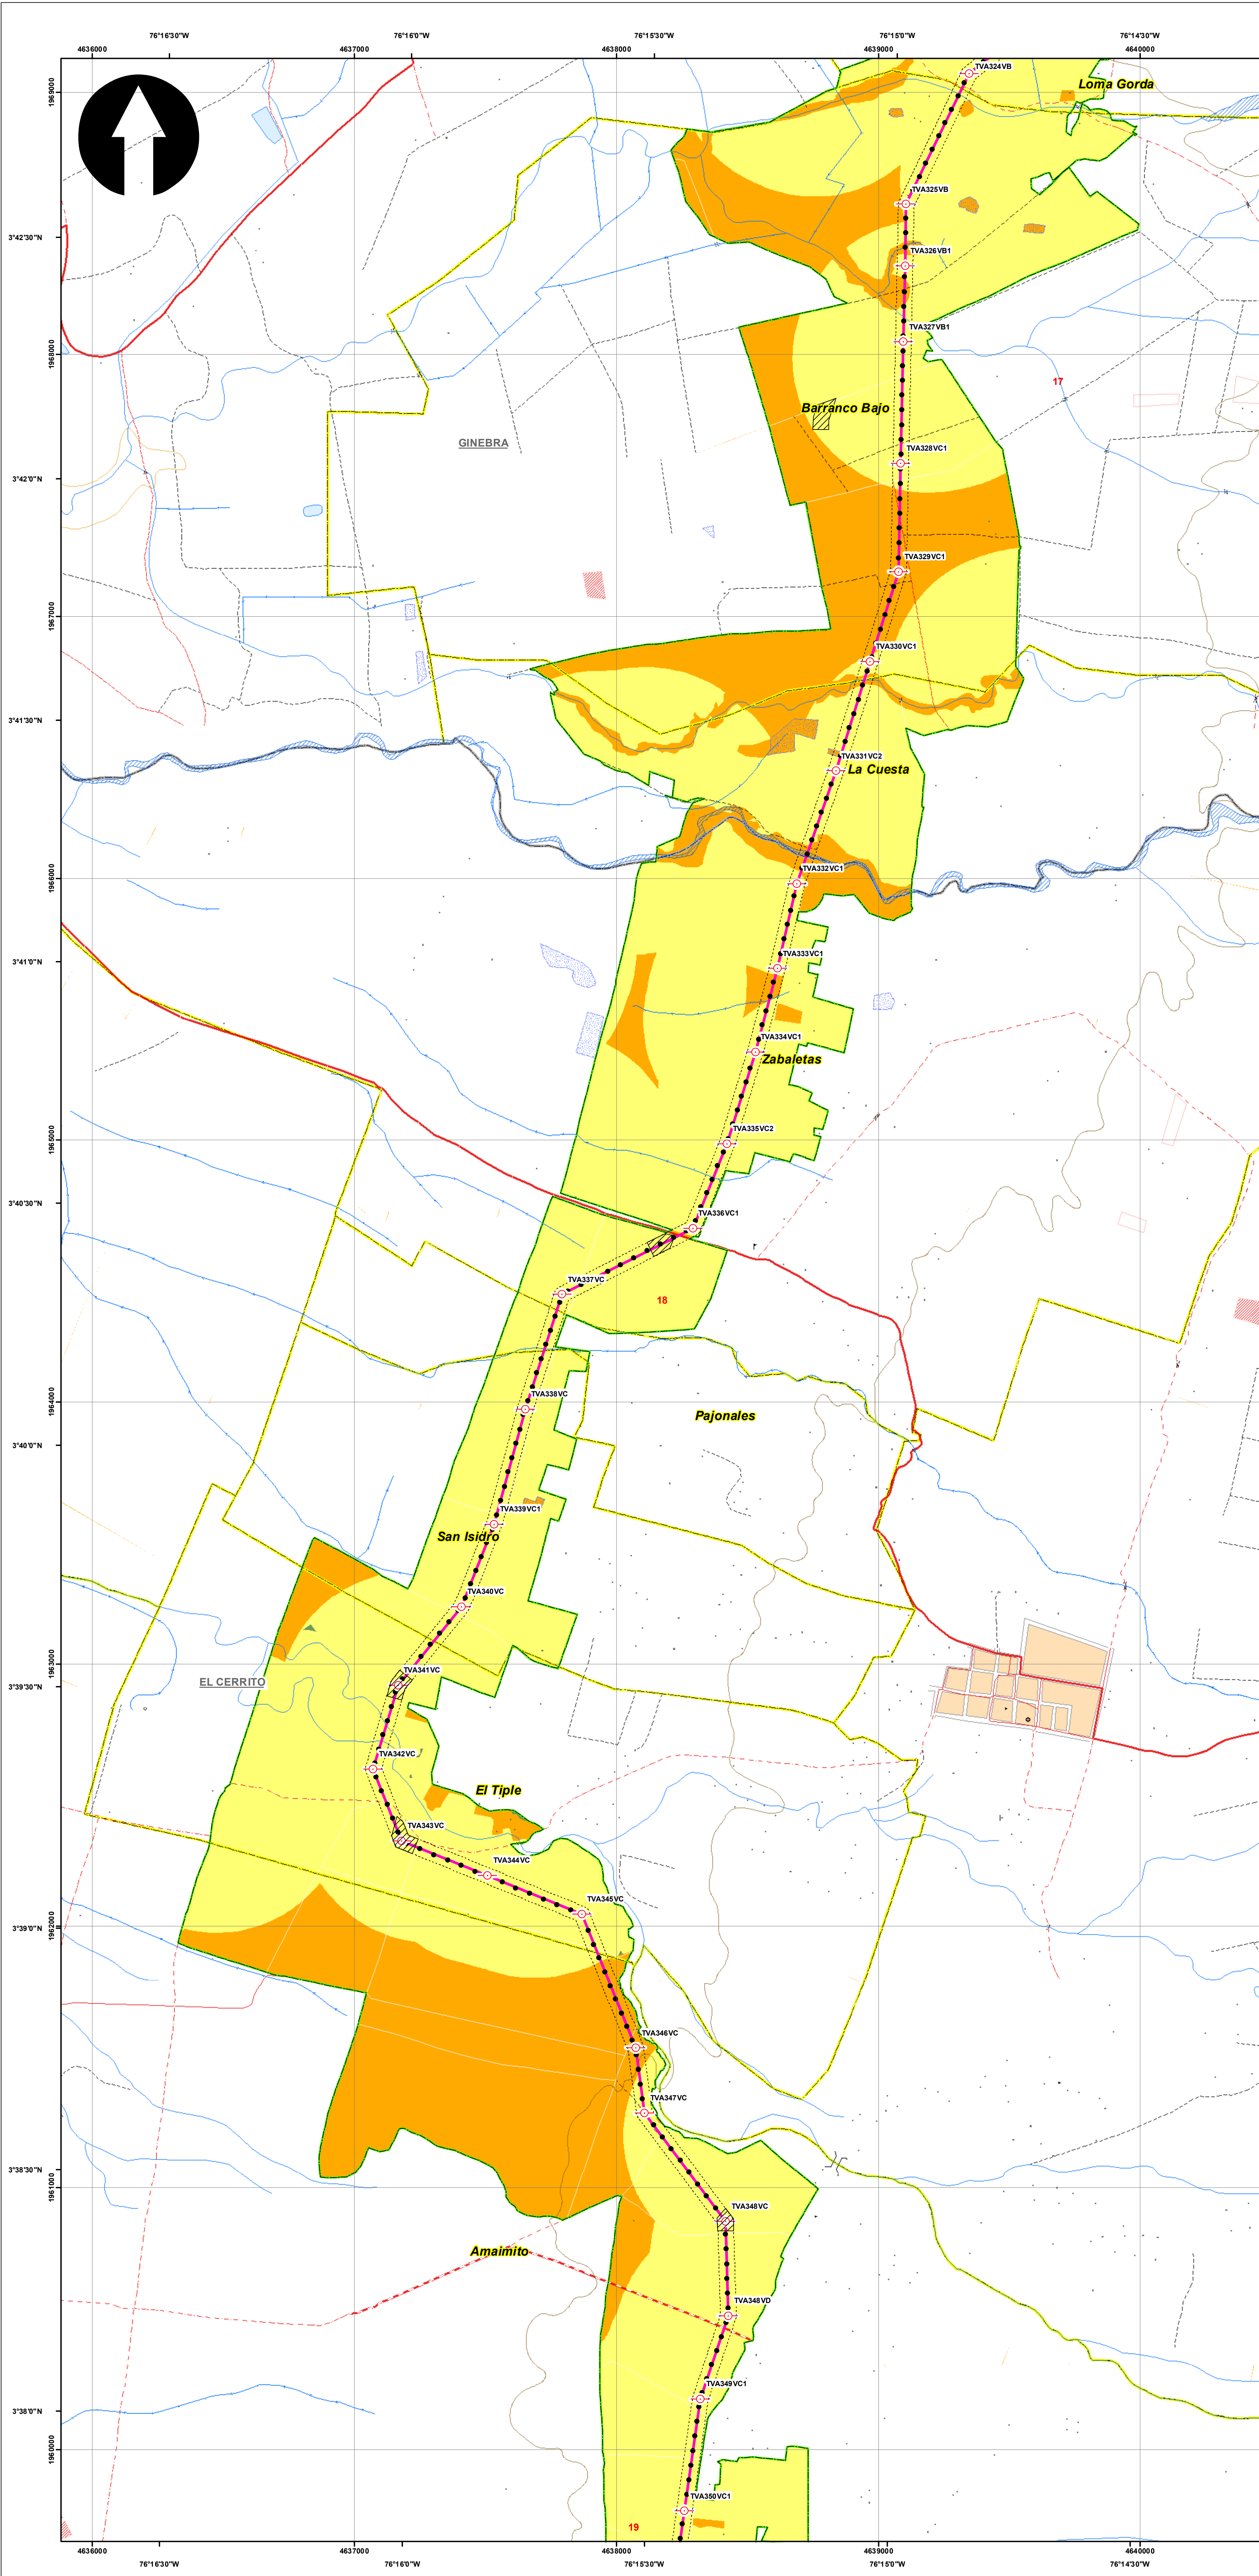 76°16'30"W 76°16'0"W 76°15'30"W 76°15'0"W 76°14'30"W
4636000 4637000 4638000 4639000 4640000
TVA324VB
Loma Gorda
1969000
TVA325VB
3°42'30"N
TVA326VB1
TVA327VB1
1968000
17
Barranco Bajo
GINEBRA
TVA328VC1
3°42'0"N
TVA329VC1
1967000
TVA330VC1
3°41'30"N
TVA331VC2
La Cuesta
TVA332VC1
1966000
TVA333VC1
3°41'0"N
TVA334VC1
Zabaletas
TVA335VC2
1965000
3°40'30"N
TVA336VC1
TVA337VC
18
TVA338VC
1964000
Pajonales
3°40'0"N
TVA339VC1
San Isidro
TVA340VC
1963000
TVA341VC
EL CERRITO
3°39'30"N
TVA342VC
El Tiple
TVA343VC
TVA344VC
TVA345VC
3°39'0"N
1962000
TVA346VC
TVA347VC
3°38'30"N
1961000
TVA348VC
Amaimito
TVA348VD
TVA349VC1
3°38'0"N
1960000
TVA350VC1
19
4636000 4637000 4638000 4639000 4640000
76°16'30"W 76°16'0"W 76°15'30"W 76°15'0"W 76°14'30"W